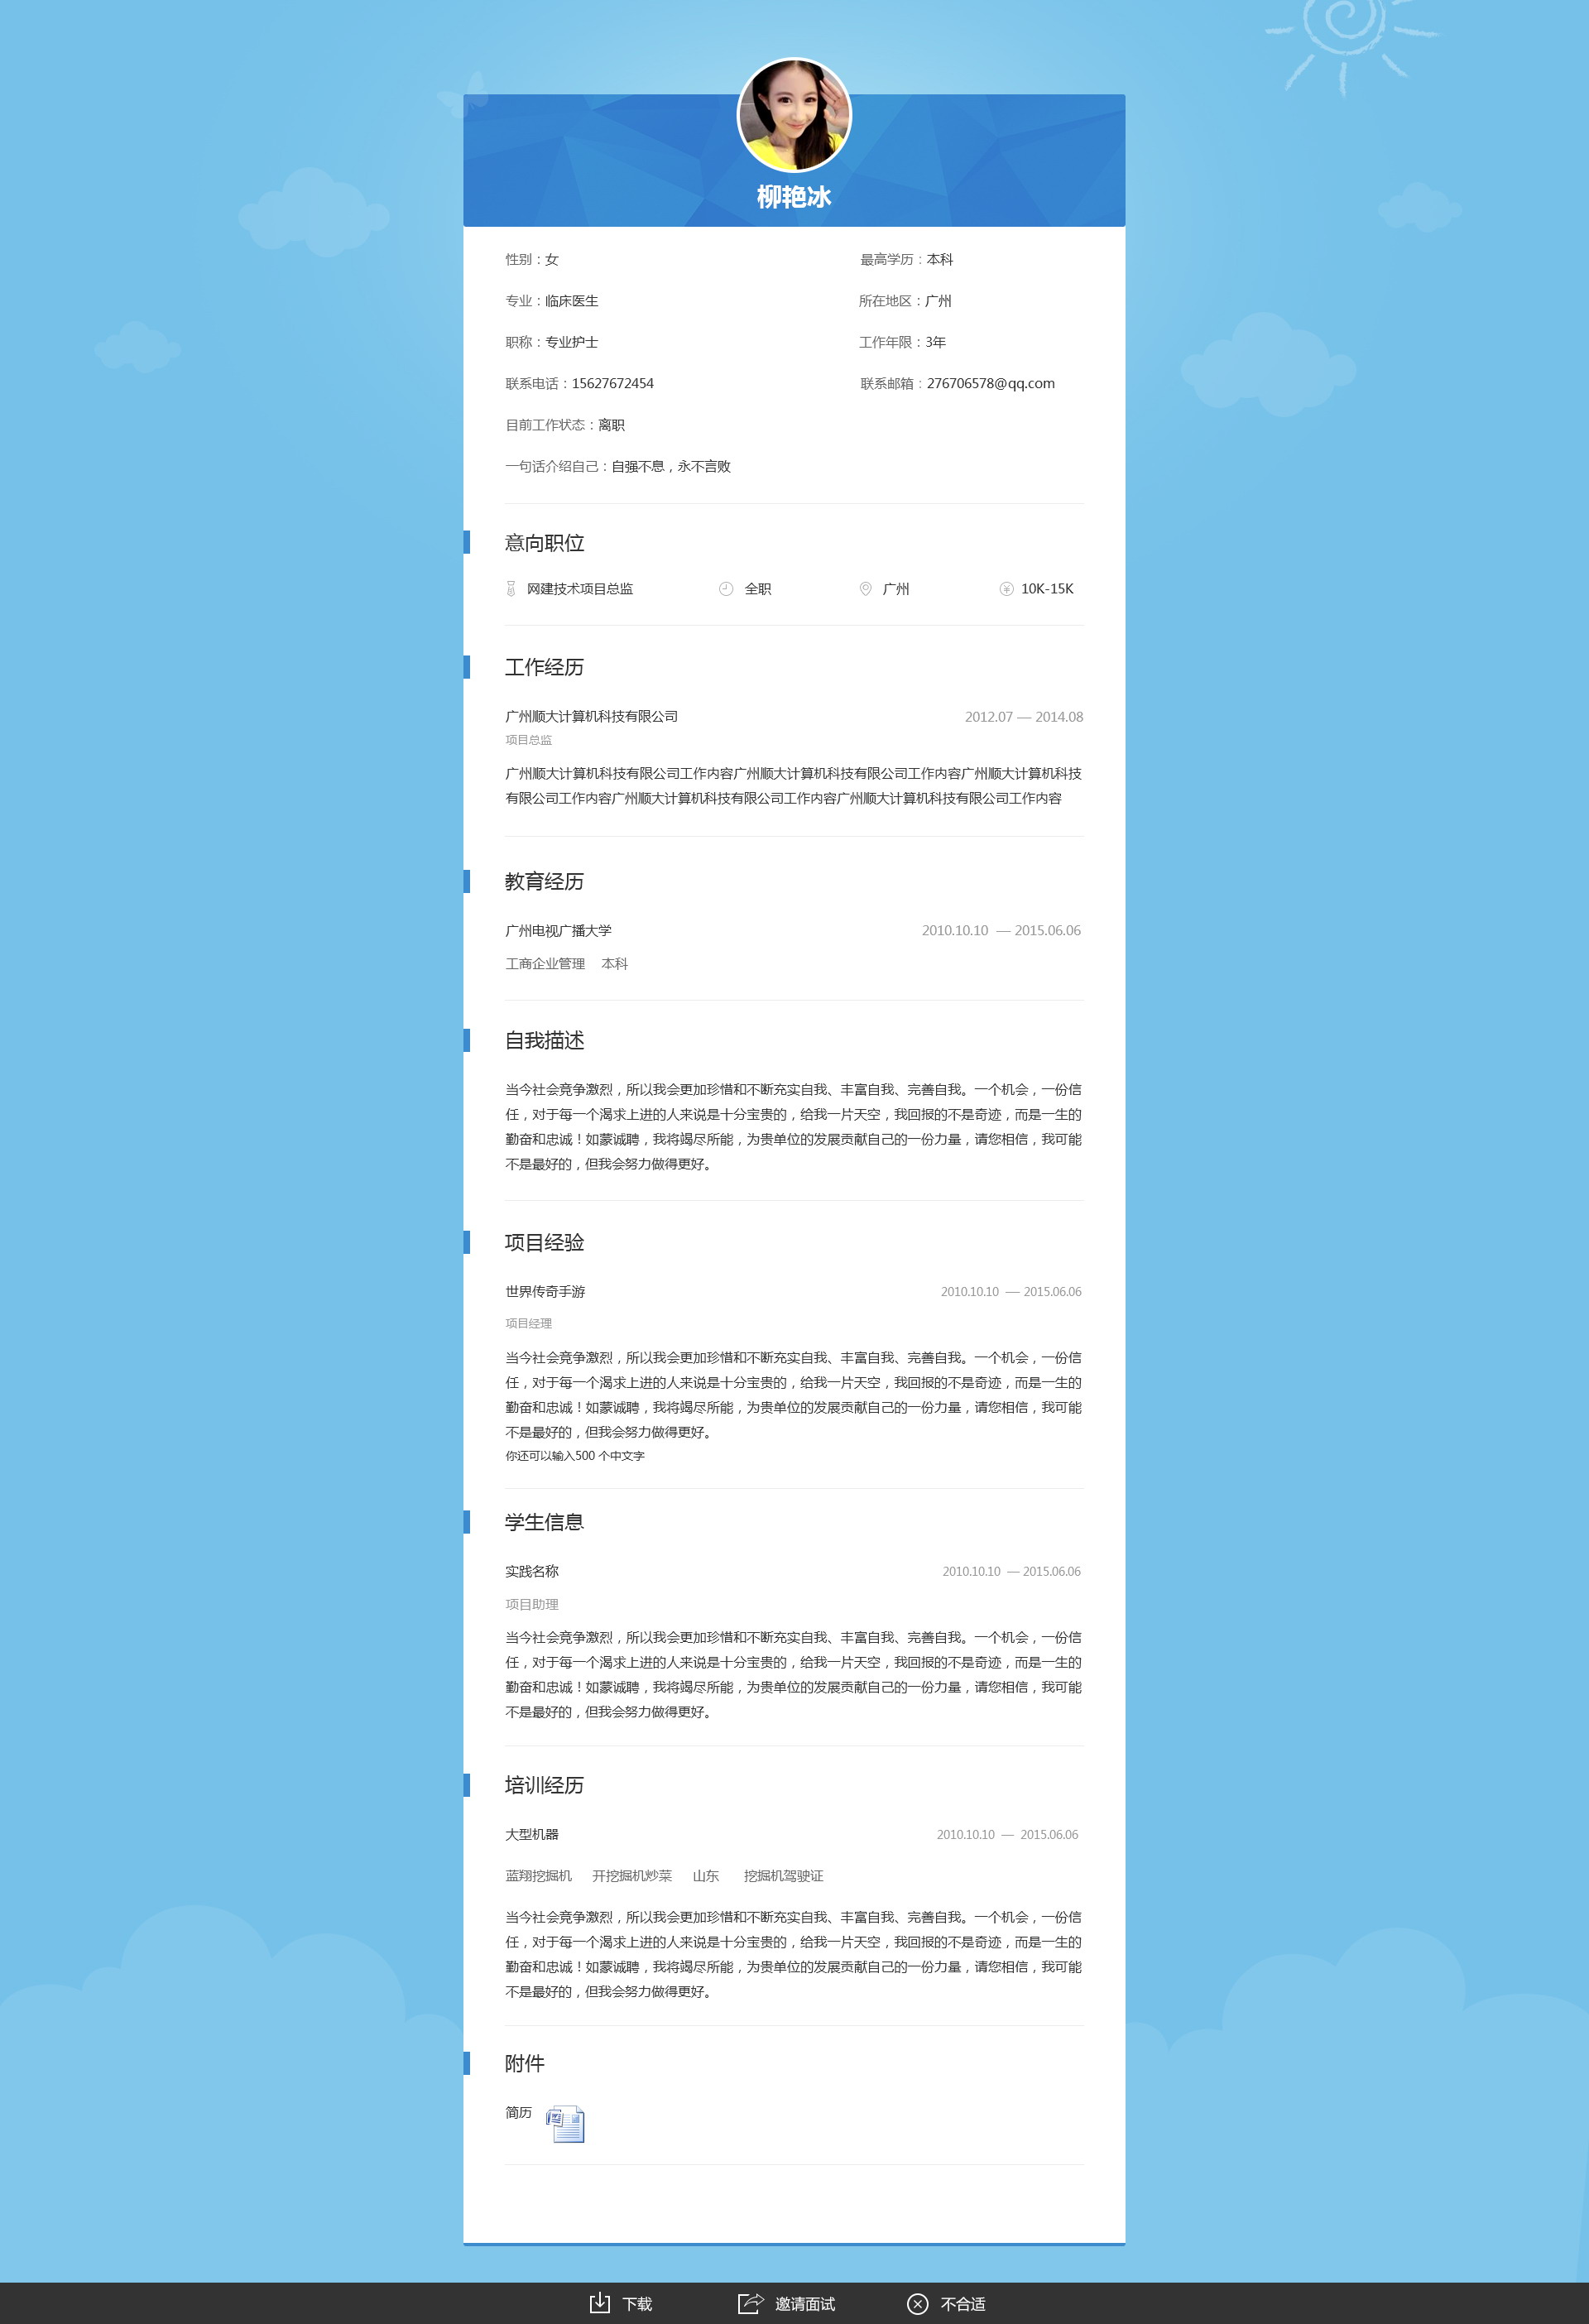 柳艳冰
性别：女
最高学历：本科
专业：临床医生
所在地区：广州
职称：专业护士
工作年限：3年
联系电话：15627672454
联系邮箱：276706578@qq.com
目前工作状态：离职
一句话介绍自己：自强不息，永不言败
意向职位
网建技术项目总监 全职 广州 10K-15K
工作经历
广州顺大计算机科技有限公司 2012.07 — 2014.08
项目总监
广州顺大计算机科技有限公司工作内容广州顺大计算机科技有限公司工作内容广州顺大计算机科技
有限公司工作内容广州顺大计算机科技有限公司工作内容广州顺大计算机科技有限公司工作内容
教育经历
广州电视广播大学 2010.10.10 — 2015.06.06
工商企业管理 本科
自我描述
当今社会竞争激烈，所以我会更加珍惜和不断充实自我、丰富自我、完善自我。一个机会，一份信
任，对于每一个渴求上进的人来说是十分宝贵的，给我一片天空，我回报的不是奇迹，而是一生的
勤奋和忠诚！如蒙诚聘，我将竭尽所能，为贵单位的发展贡献自己的一份力量，请您相信，我可能
不是最好的，但我会努力做得更好。
项目经验
世界传奇手游 2010.10.10 — 2015.06.06
项目经理
当今社会竞争激烈，所以我会更加珍惜和不断充实自我、丰富自我、完善自我。一个机会，一份信
任，对于每一个渴求上进的人来说是十分宝贵的，给我一片天空，我回报的不是奇迹，而是一生的
勤奋和忠诚！如蒙诚聘，我将竭尽所能，为贵单位的发展贡献自己的一份力量，请您相信，我可能
不是最好的，但我会努力做得更好。
你还可以输入500 个中文字
学生信息
实践名称 2010.10.10 — 2015.06.06
项目助理
当今社会竞争激烈，所以我会更加珍惜和不断充实自我、丰富自我、完善自我。一个机会，一份信
任，对于每一个渴求上进的人来说是十分宝贵的，给我一片天空，我回报的不是奇迹，而是一生的
勤奋和忠诚！如蒙诚聘，我将竭尽所能，为贵单位的发展贡献自己的一份力量，请您相信，我可能
不是最好的，但我会努力做得更好。
培训经历
大型机器 2010.10.10 — 2015.06.06
蓝翔挖掘机 开挖掘机炒菜 山东 挖掘机驾驶证
当今社会竞争激烈，所以我会更加珍惜和不断充实自我、丰富自我、完善自我。一个机会，一份信
任，对于每一个渴求上进的人来说是十分宝贵的，给我一片天空，我回报的不是奇迹，而是一生的
勤奋和忠诚！如蒙诚聘，我将竭尽所能，为贵单位的发展贡献自己的一份力量，请您相信，我可能
不是最好的，但我会努力做得更好。
附件
简历
下载 邀请面试 不合适